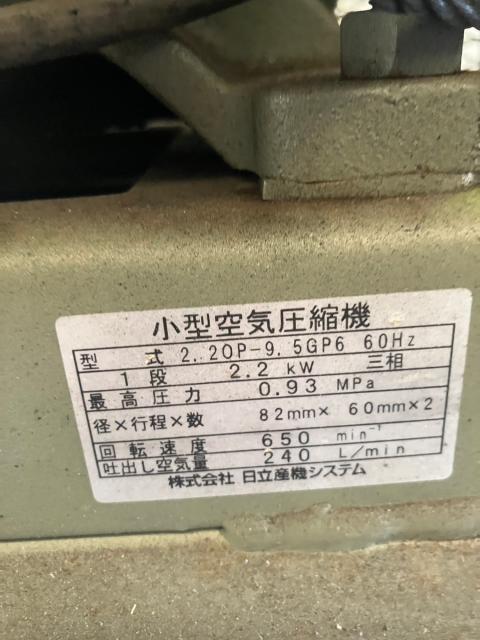 小型空気圧縮機
型式 2.2OP-9.5GP6 60Hz
1段 2.2 kW 三相
最高圧力 0.93 MPa
径×行程×数 82mm× 60mm×2
回転速度 650 min⁻¹
吐出し空気量 240 L/min
株式会社 日立産機システム